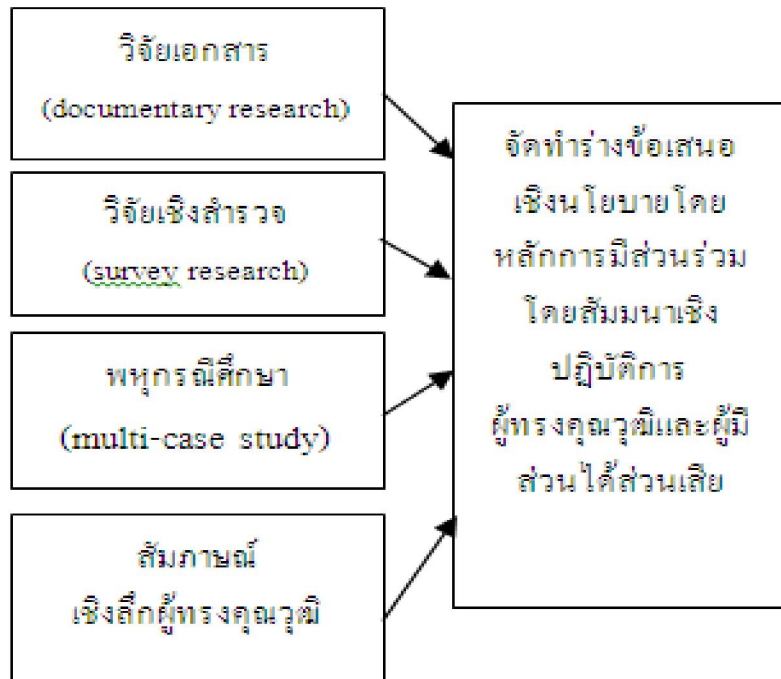 วิจัยเอกสาร
(documentary research)
วิจัยเชิงสำรวจ
(survey research)
พหุกรณีศึกษา
(multi-case study)
สัมภาษณ์
เชิงลึกผู้ทรงคุณวุฒิ
จัดทำร่างข้อเสนอ
เชิงนโยบายโดย
หลักการมีส่วนร่วม
โดยสัมมนาเชิง
ปฏิบัติการ
ผู้ทรงคุณวุฒิและผู้มี
ส่วนได้ส่วนเสีย